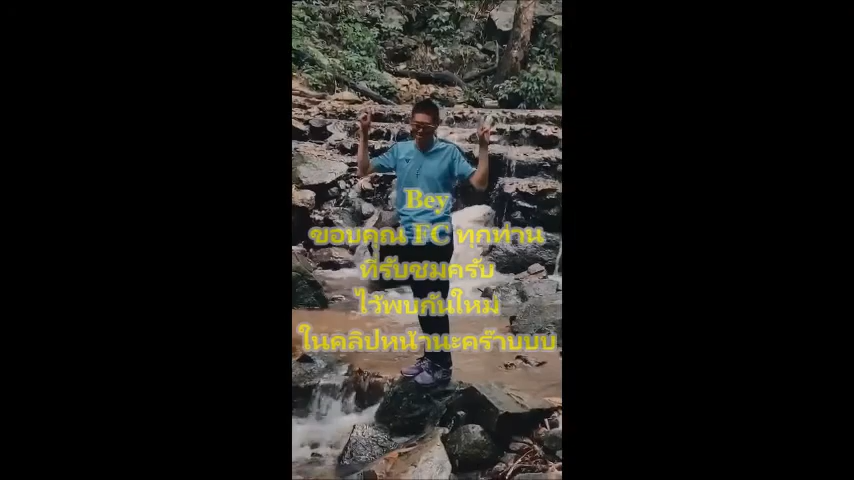 Bey
ขอบคุณ FC ทุกท่าน
ที่รับชมครับ
ไว้พบกันใหม่
ในคลิปหน้านะคร้าบบบ